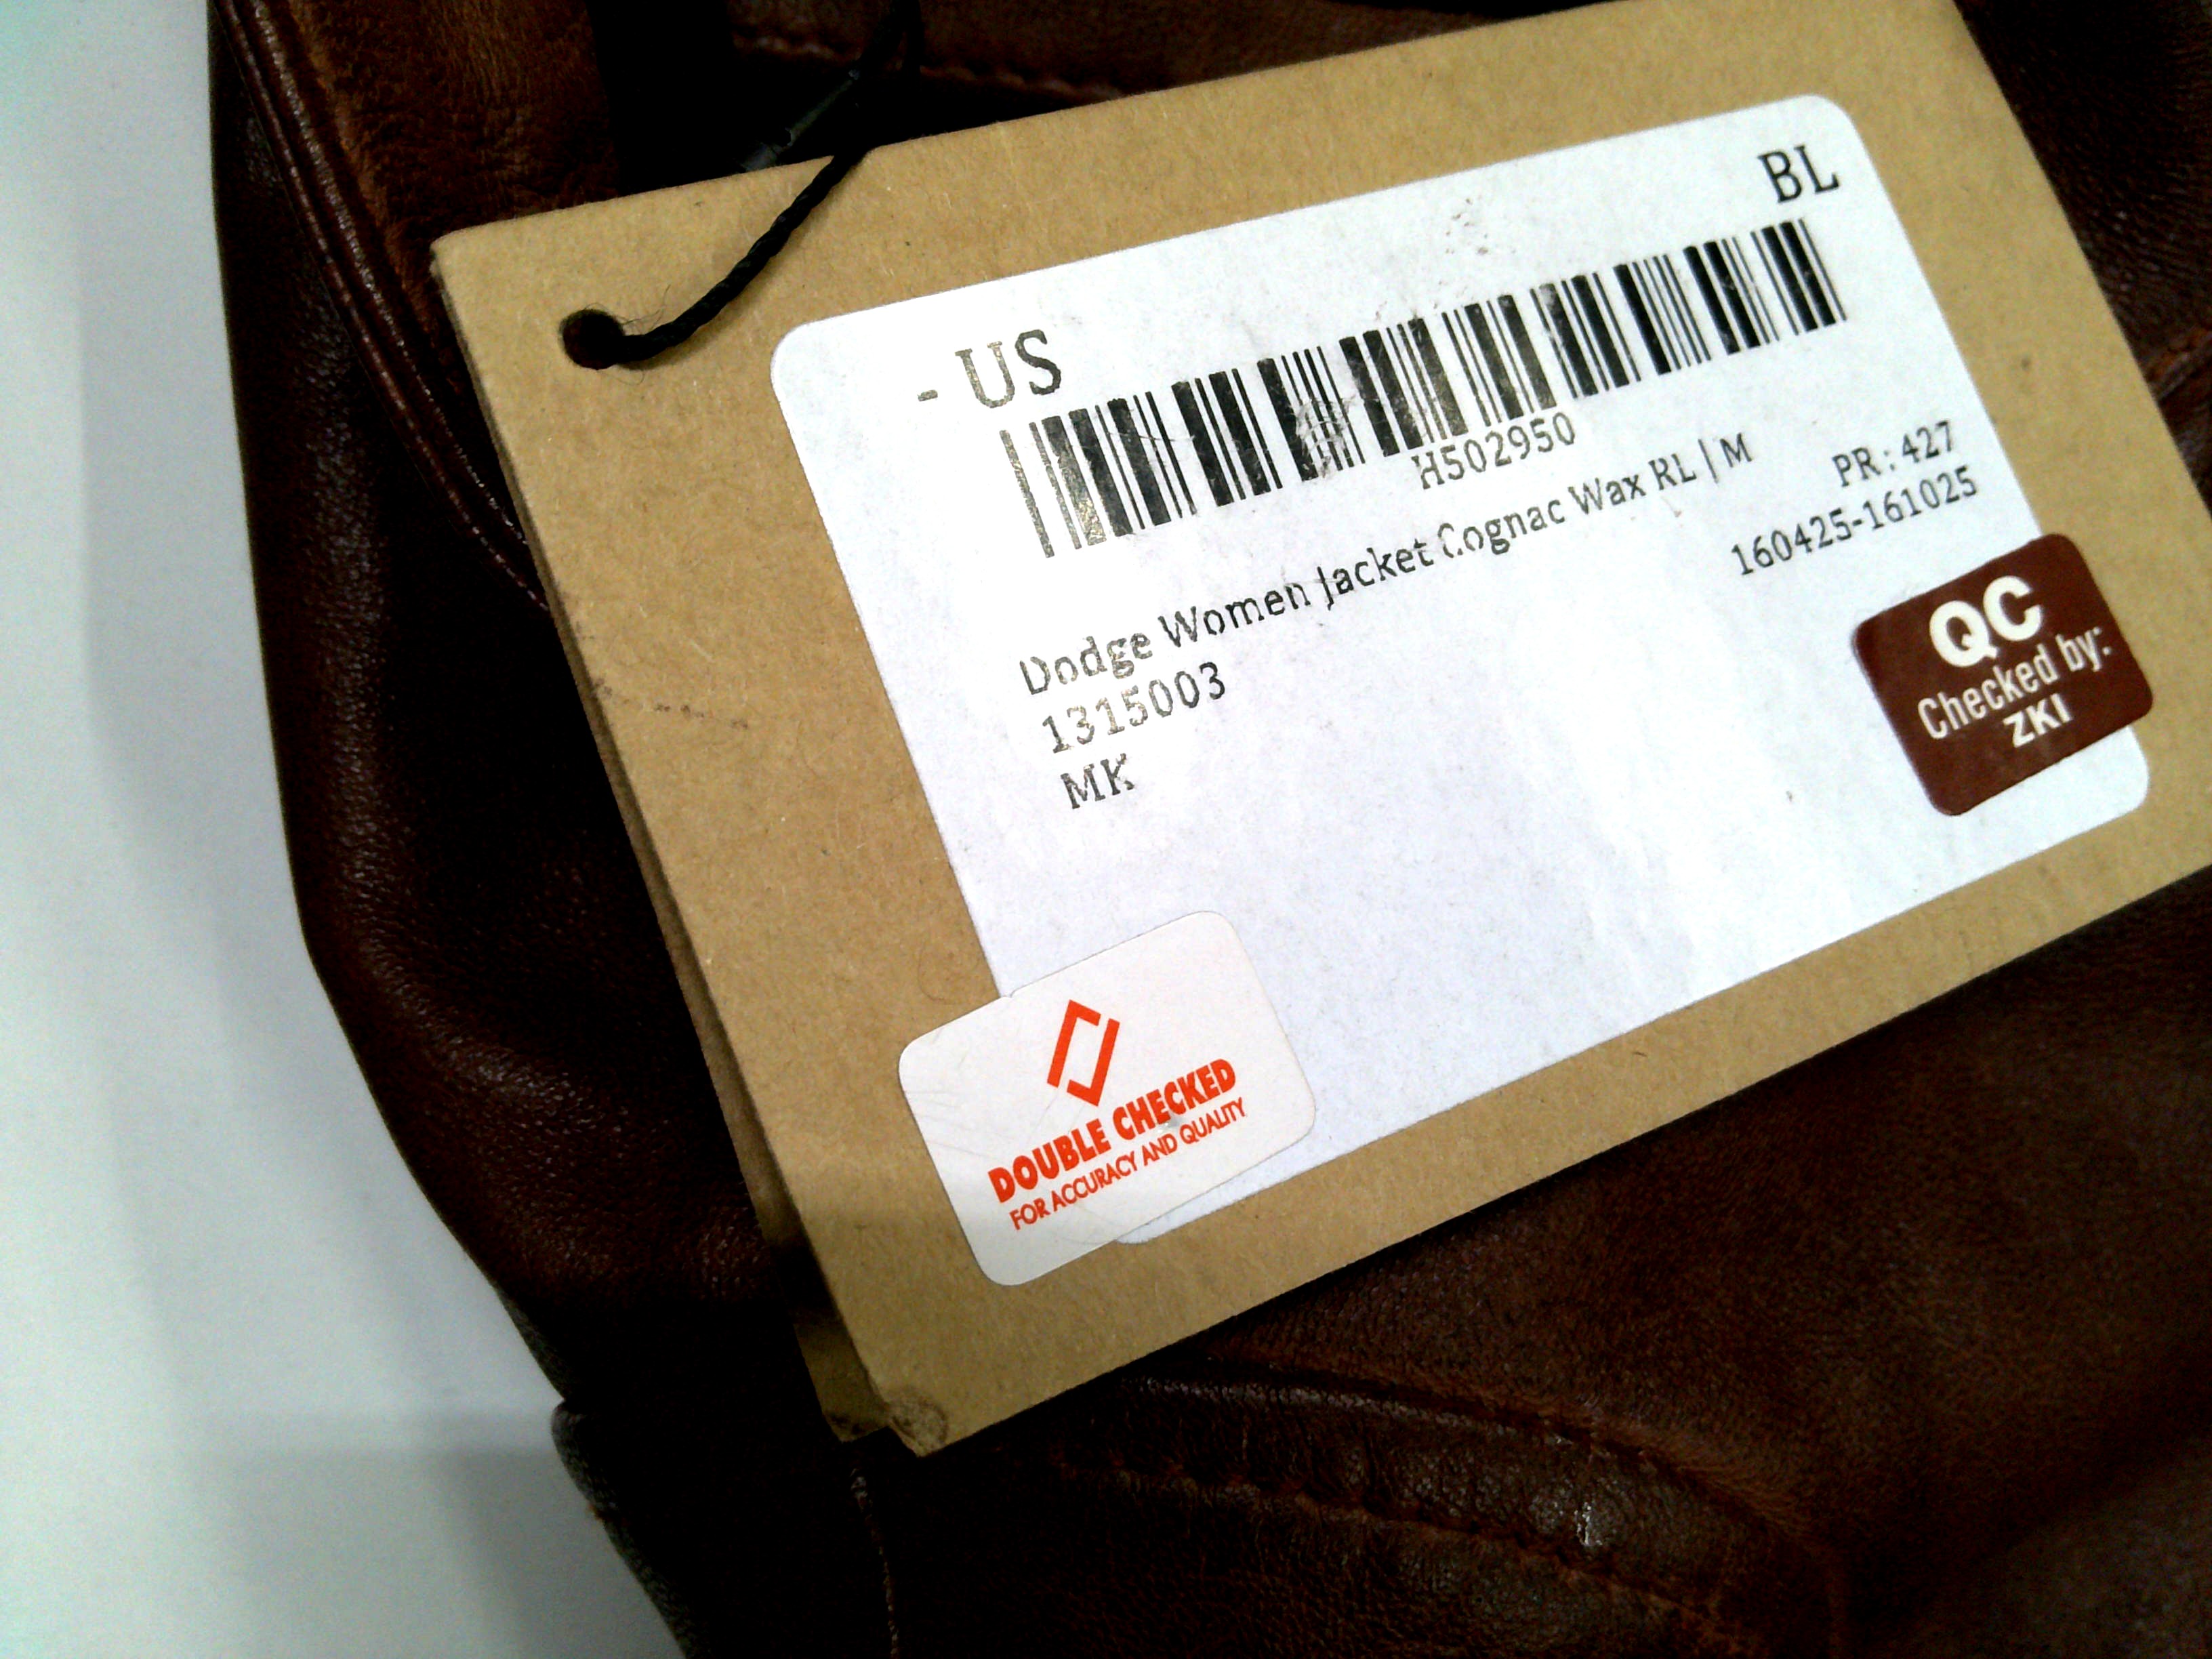 BL
- US
H502950
Dodge Women Jacket Cognac Wax RL | M
PR : 427
1315003
160425-161025
MK
QC
Checked by:
ZKI
DOUBLE CHECKED
FOR ACCURACY AND QUALITY